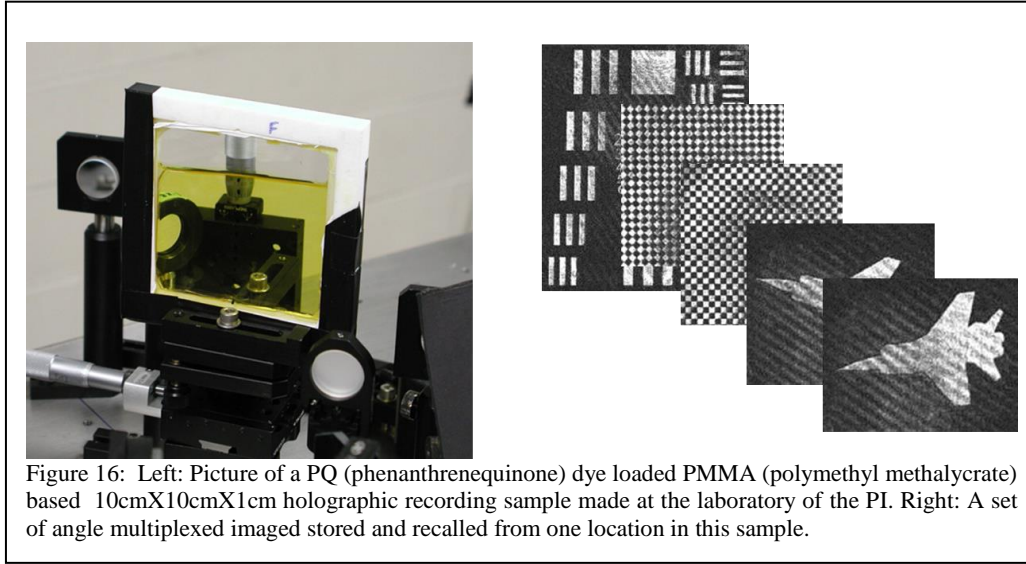 F
Figure 16: Left: Picture of a PQ (phenanthrenequinone) dye loaded PMMA (polymethyl methalycrate)
based 10cmX10cmX1cm holographic recording sample made at the laboratory of the PI. Right: A set
of angle multiplexed imaged stored and recalled from one location in this sample.